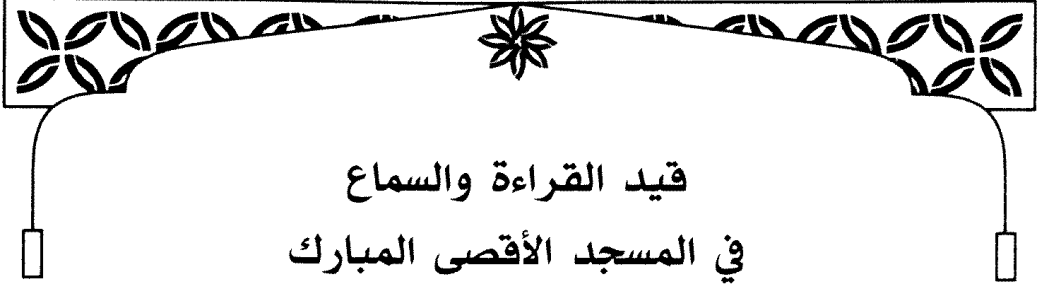 قيد القراءة والسماع
في المسجد الأقصى المبارك